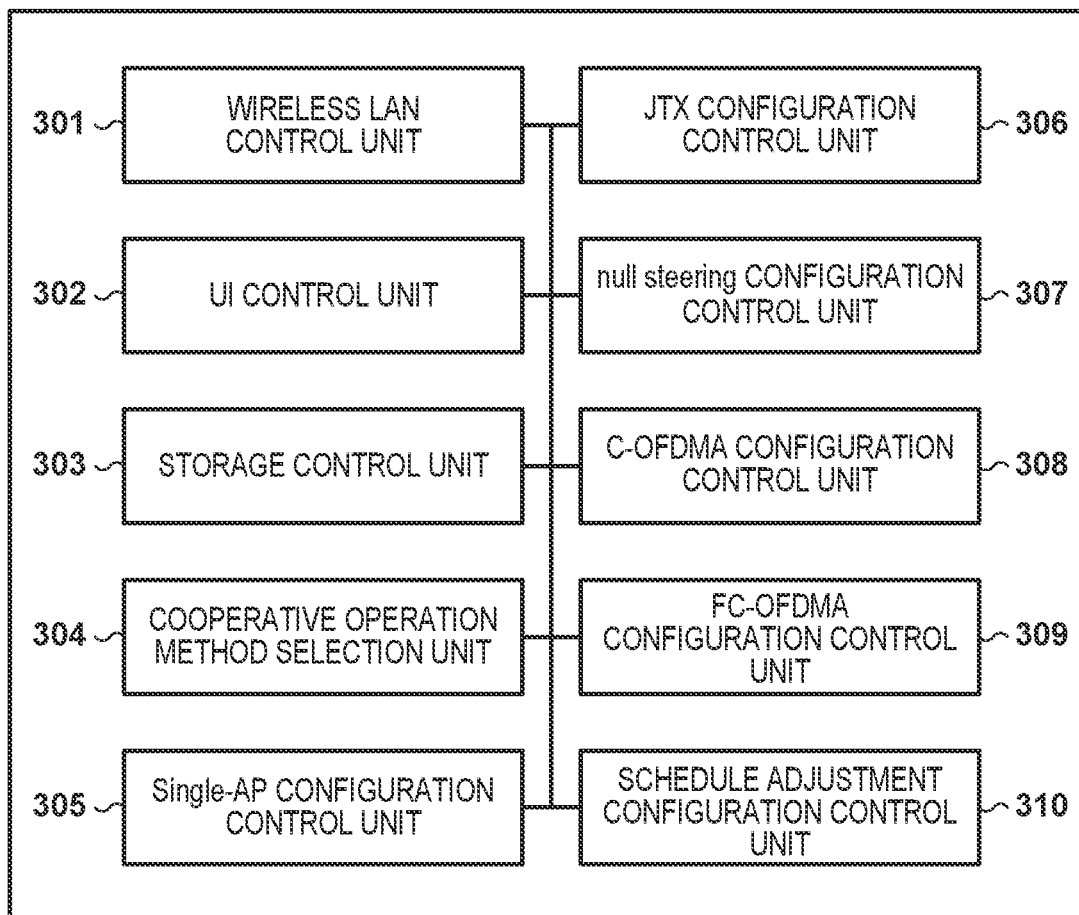 301
WIRELESS LAN
CONTROL UNIT
JTX CONFIGURATION
CONTROL UNIT
306
302
UI CONTROL UNIT
null steering CONFIGURATION
CONTROL UNIT
307
303
STORAGE CONTROL UNIT
C-OFDMA CONFIGURATION
CONTROL UNIT
308
304
COOPERATIVE OPERATION
METHOD SELECTION UNIT
FC-OFDMA
CONFIGURATION CONTROL
UNIT
309
305
Single-AP CONFIGURATION
CONTROL UNIT
SCHEDULE ADJUSTMENT
CONFIGURATION CONTROL
UNIT
310